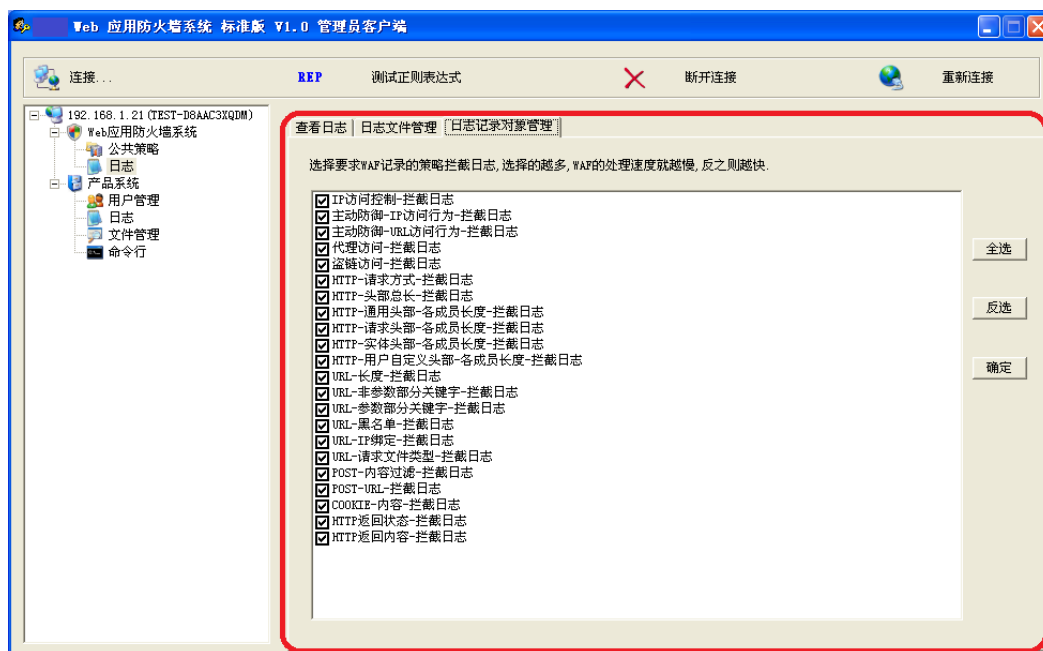 Web 应用防火墙系统 标准版 V1.0 管理员客户端
连接... REP 测试正则表达式 断开连接 重新连接
192.168.1.21(TEST-D8AAC3XQDM)
Web应用防火墙系统
公共策略
日志
产品系统
用户管理
日志
文件管理
命令行
查看日志 日志文件管理 日志记录对象管理
选择要求WAF记录的策略拦截日志,选择的越多,WAF的处理速度就越慢,反之则越快.
IP访问控制-拦截日志
主动防御-IP访问行为-拦截日志
主动防御-URL访问行为-拦截日志
代理访问-拦截日志
盗链访问-拦截日志
HTTP-请求方式-拦截日志
HTTP-头部总长-拦截日志
HTTP-通用头部-各成员长度-拦截日志
HTTP-请求头部-各成员长度-拦截日志
HTTP-实体头部-各成员长度-拦截日志
HTTP-用户自定义头部-各成员长度-拦截日志
URL-长度-拦截日志
URL-非参数部分关键字-拦截日志
URL-参数部分关键字-拦截日志
URL-黑名单-拦截日志
URL-IP绑定-拦截日志
URL-请求文件类型-拦截日志
POST-内容过滤-拦截日志
POST-URL-拦截日志
COOKIE-内容-拦截日志
HTTP返回状态-拦截日志
HTTP返回内容-拦截日志
全选
反选
确定